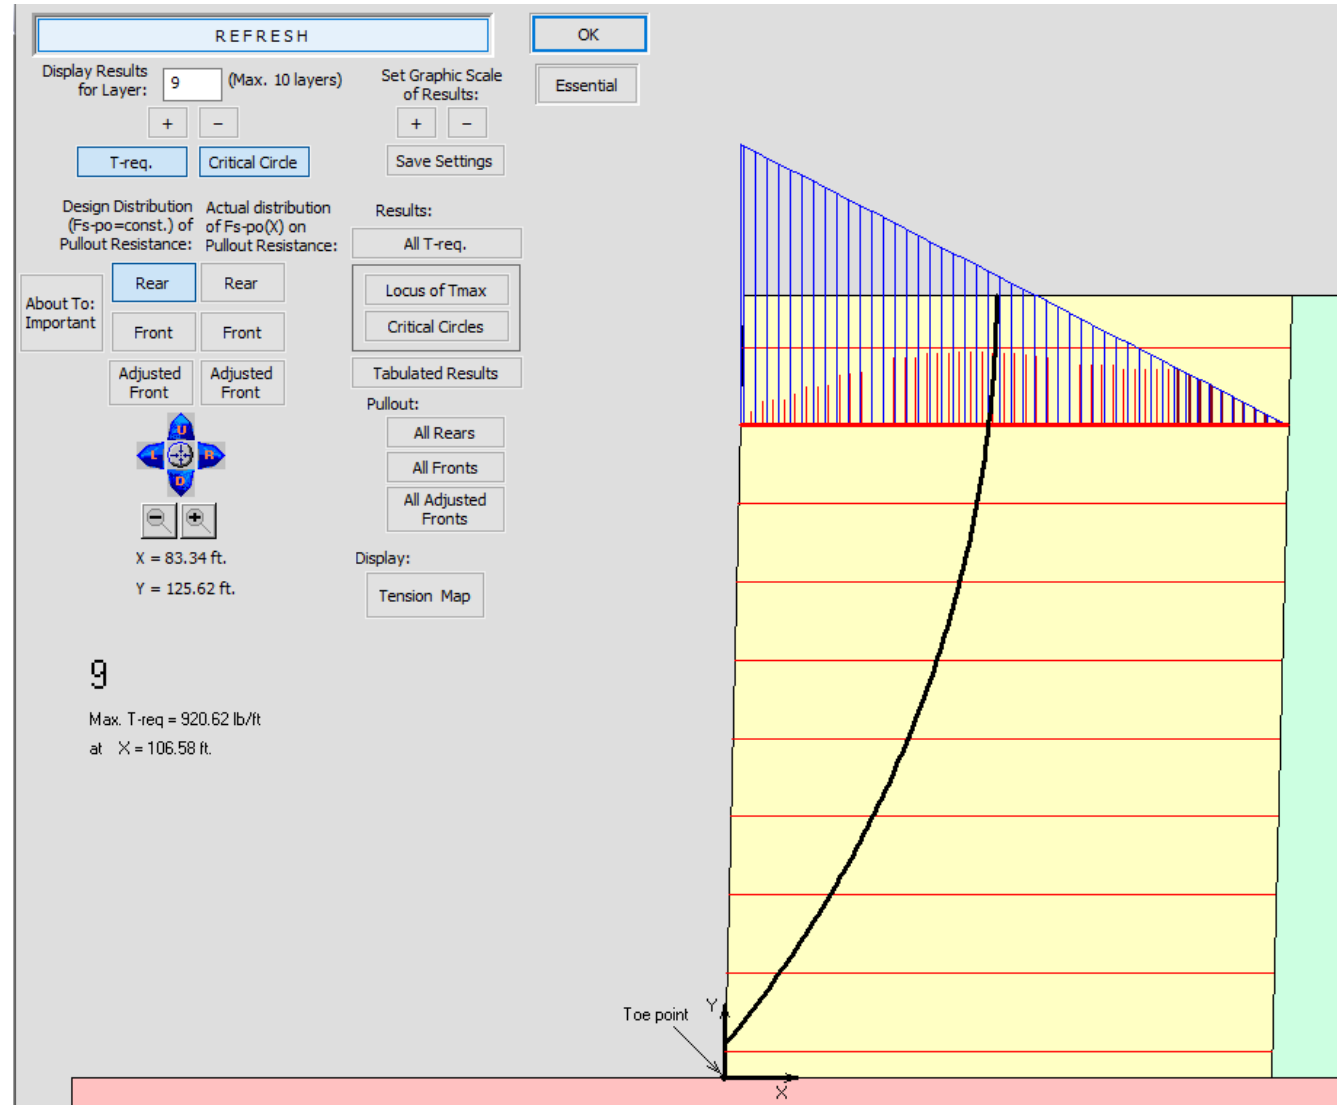 REFRESH
OK
Display Results
for Layer:
9
(Max. 10 layers)
Set Graphic Scale
of Results:
Essential
+
-
+
-
T-req.
Critical Circle
Save Settings
Design Distribution
(Fs-po=const.) of
Pullout Resistance:
Actual distribution
of Fs-po(X) on
Pullout Resistance:
Results:
All T-req.
About To:
Important
Rear
Rear
Locus of Tmax
Front
Front
Critical Circles
Adjusted
Front
Adjusted
Front
Tabulated Results
Pullout:
All Rears
U
L
R
D
All Fronts
All Adjusted
Fronts
X = 83.34 ft.
Y = 125.62 ft.
Display:
Tension Map
9
Max. T-req = 920.62 lb/ft
at X = 106.58 ft.
Toe point
Y
X